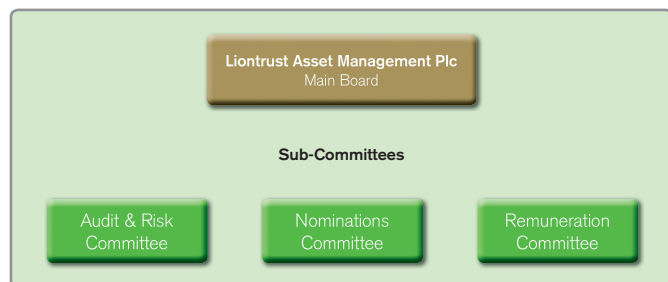 Liontrust Asset Management Plc
Main Board
Sub-Committees
Audit & Risk
Committee
Nominations
Committee
Remuneration
Committee